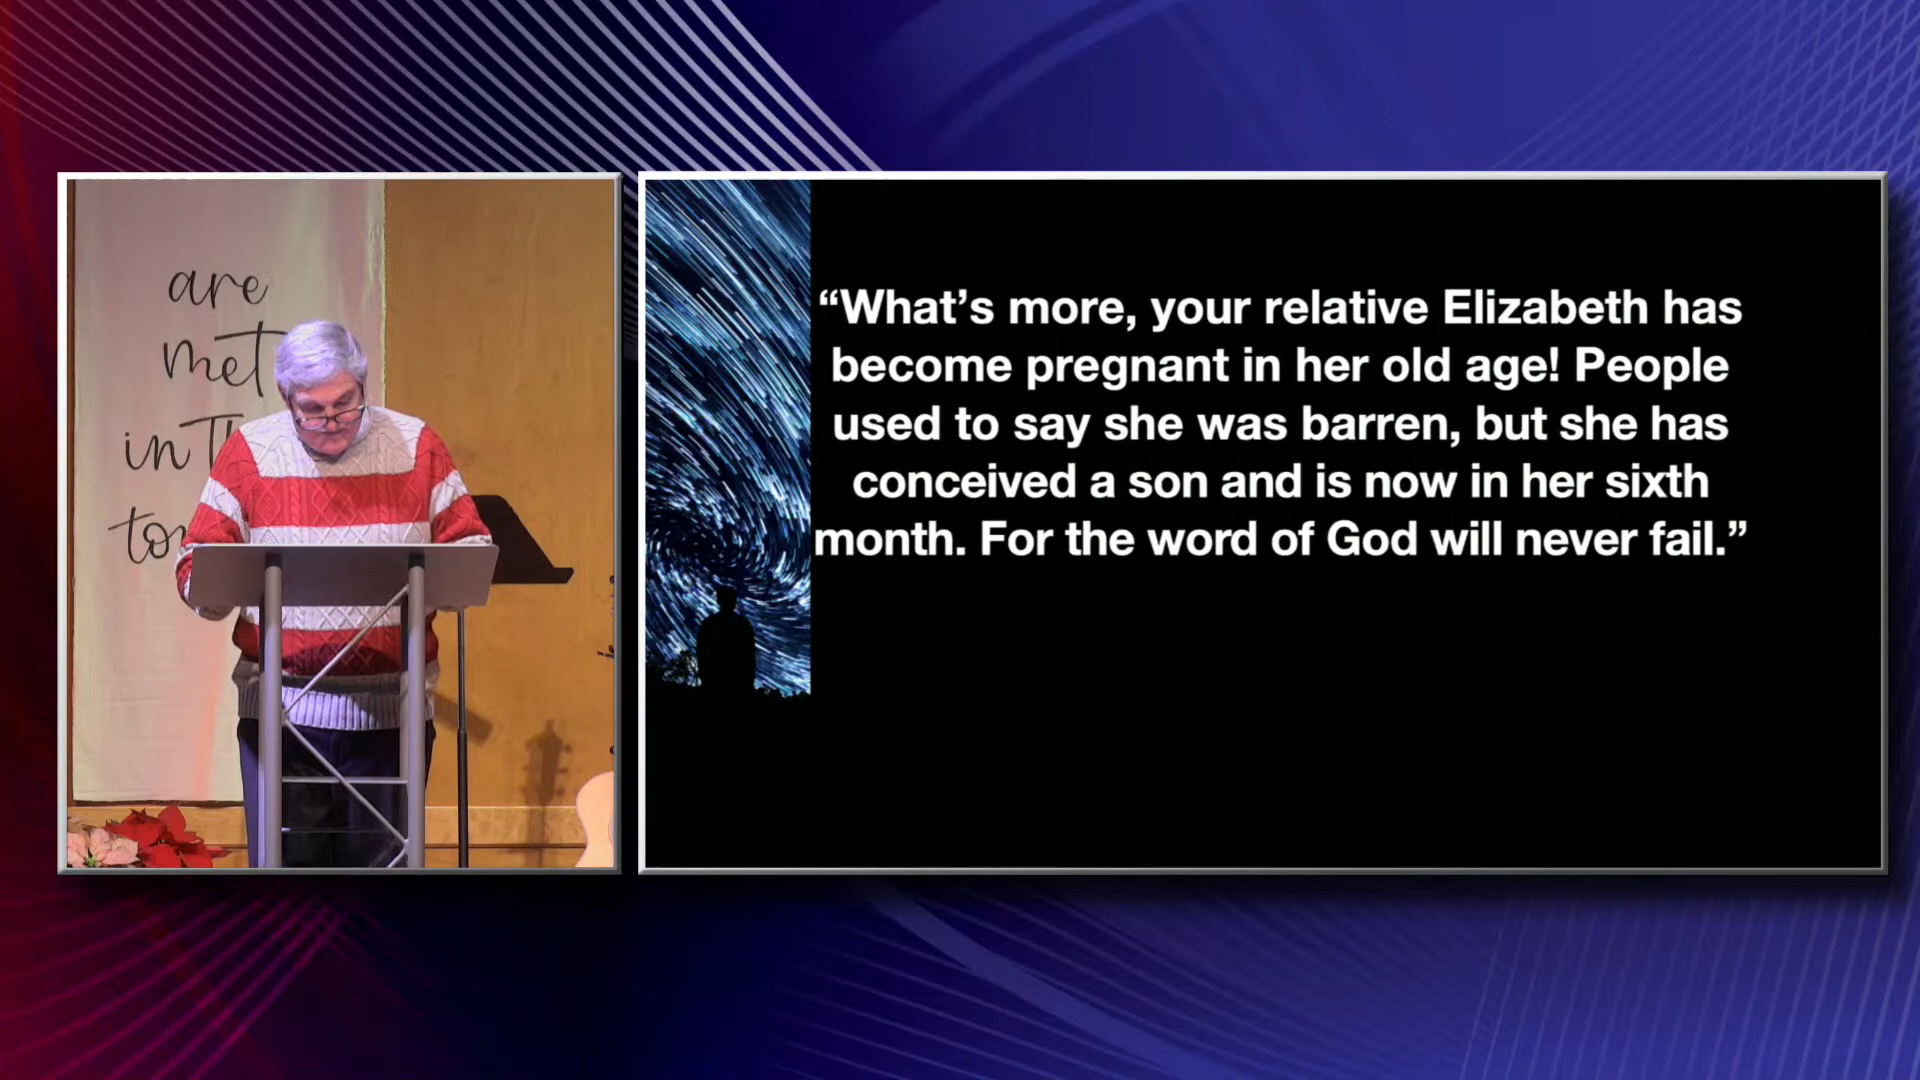 are
met
in
“What’s more, your relative Elizabeth has
become pregnant in her old age! People
used to say she was barren, but she has
conceived a son and is now in her sixth
month. For the word of God will never fail.”